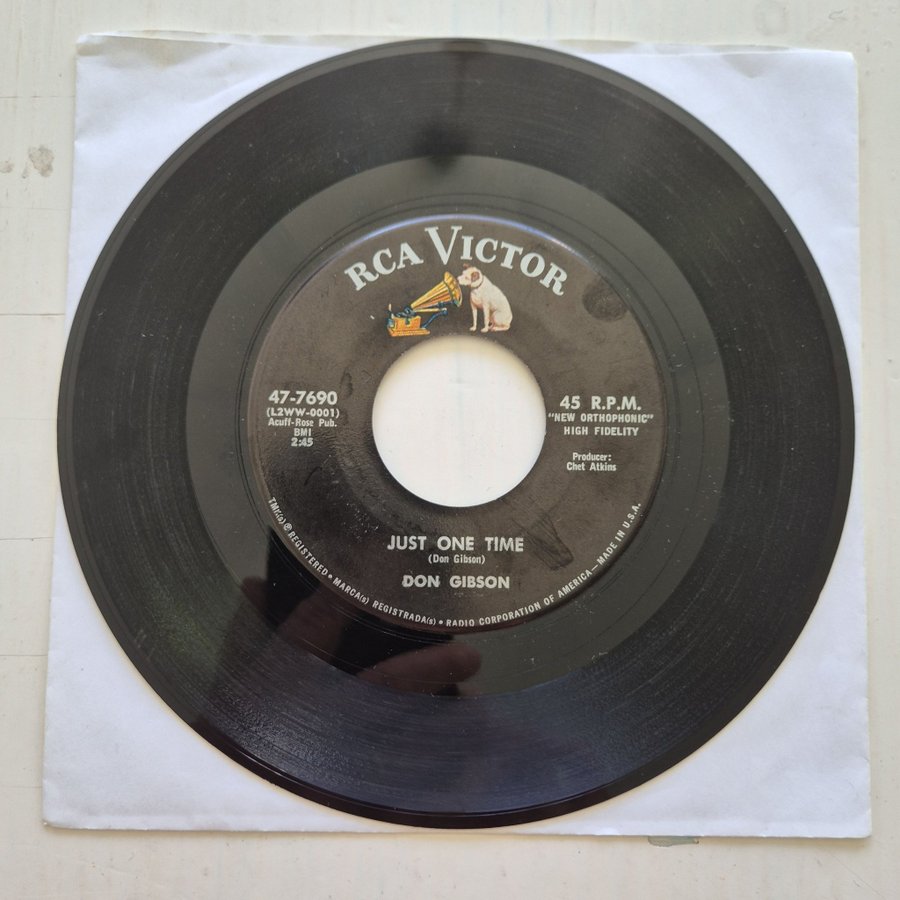 RCA VICTOR
47-7690
(L2WW-0001)
Acuff-Rose Pub.
BMI
2:45
45 R.P.M.
"NEW ORTHOPHONIC"
HIGH FIDELITY
Producer:
Chet Atkins
JUST ONE TIME
(Don Gibson)
DON GIBSON
TMK(s) ® REGISTERED • MARCA(s) REGISTRADA(s) • RADIO CORPORATION OF AMERICA—MADE IN U.S.A.